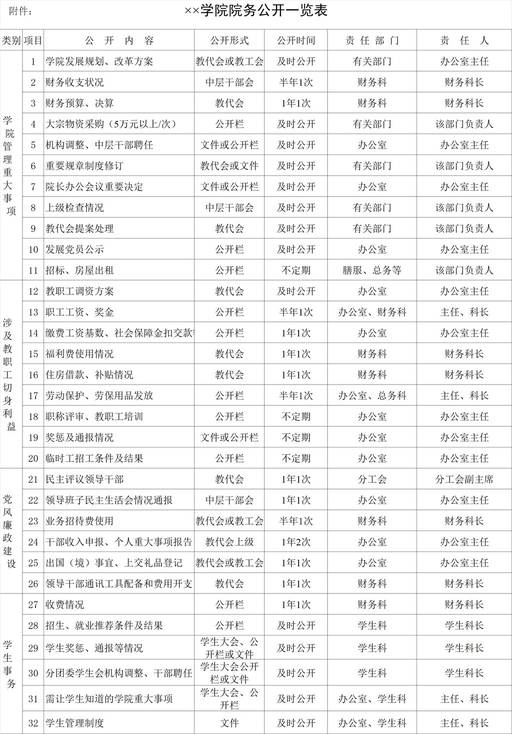 附件：
××学院院务公开一览表
类别 项目 公开内容 公开形式 公开时间 责任部门 责任人
学院管理重大事项
1 学院发展规划、改革方案 教代会或教工会 及时公开 有关部门 办公室主任
2 财务收支状况 中层干部会 半年1次 财务科 财务科长
3 财务预算、决算 教代会 1年1次 财务科 财务科长
4 大宗物资采购（5万元以上/次） 公开栏 及时公开 有关部门 该部门负责人
5 机构调整、中层干部聘任 文件或公开栏 及时公开 办公室 办公室主任
6 重要规章制度修订 教代会或文件 及时公开 有关部门 该部门负责人
7 院长办公会议重要决定 文件或公开栏 及时公开 办公室 办公室主任
8 上级检查情况 中层干部会 及时公开 有关部门 该部门负责人
9 教代会提案处理 教代会 及时公开 有关部门 该部门负责人
10 发展党员公示 公开栏 及时公开 办公室 办公室主任
11 招标、房屋出租 公开栏 不定期 膳服、总务等 该部门负责人
涉及教职工切身利益
12 教职工调资方案 教代会 及时公开 办公室 办公室主任
13 职工工资、奖金 公开栏 半年1次 办公室、财务科 主任、科长
14 缴费工资基数、社会保障金扣交款 公开栏 1年1次 办公室 办公室主任
15 福利费使用情况 教代会 1年1次 财务科 财务科长
16 住房借款、补贴情况 教代会 1年1次 财务科 财务科长
17 劳动保护、劳保用品发放 公开栏 半年1次 办公室、总务科 主任、科长
18 职称评审、教职工培训 公开栏 不定期 办公室 办公室主任
19 奖惩及通报情况 文件或公开栏 不定期 办公室 办公室主任
20 临时工招工条件及结果 公开栏 不定期 办公室 办公室主任
党风廉政建设
21 民主评议领导干部 教代会 1年1次 分工会 分工会副主席
22 领导班子民主生活会情况通报 中层干部会 1年1次 办公室 办公室主任
23 业务招待费使用 教代会或教工会 半年1次 财务科 财务科长
24 干部收入申报、个人重大事项报告 教代会上级 1年2次 办公室 办公室主任
25 出国（境）事宜、上交礼品登记 教代会或教工会 1年1次 办公室 办公室主任
26 领导干部通讯工具配备和费用开支 教代会 1年1次 财务科 财务科长
学生事务
27 收费情况 公开栏 1年1次 财务科 财务科长
28 招生、就业推荐条件及结果 公开栏 及时公开 学生科 学生科长
29 学生奖惩、通报等情况 学生大会、公开栏或文件 及时公开 学生科 学生科长
30 分团委学生会机构调整、干部聘任 学生大会公开栏或文件 及时公开 学生科 学生科长
31 需让学生知道的学院重大事项 学生大会、公开栏 及时公开 办公室、学生科 主任、科长
32 学生管理制度 文件 及时公开 办公室、学生科 主任、科长